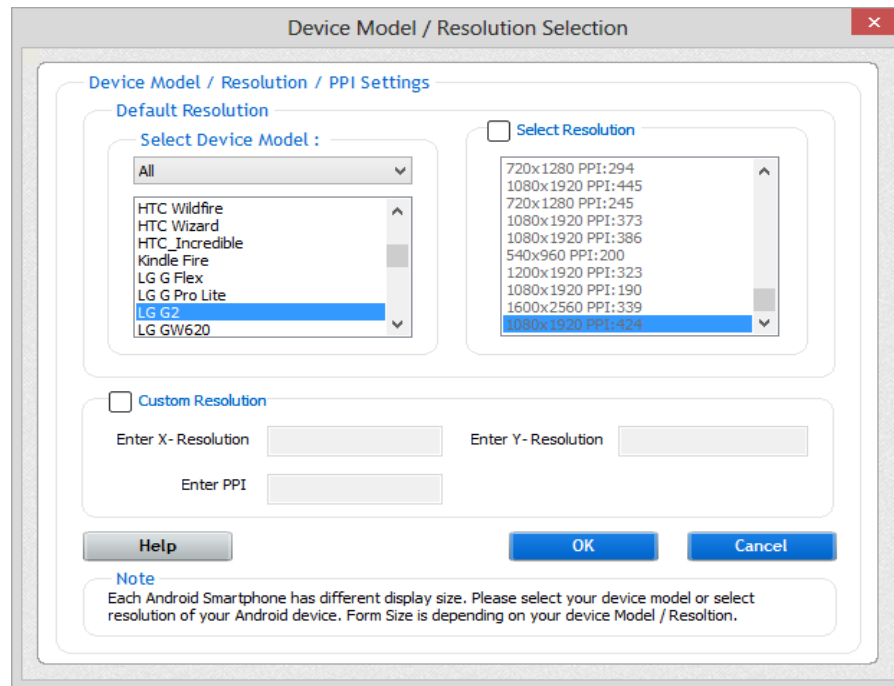 Device Model / Resolution Selection
Device Model / Resolution / PPI Settings
Default Resolution
Select Device Model :
All
HTC Wildfire
HTC Wizard
HTC_Incredible
Kindle Fire
LG G Flex
LG G Pro Lite
LG G2
LG GW620
Select Resolution
720x1280 PPI:294
1080x1920 PPI:445
720x1280 PPI:245
1080x1920 PPI:373
1080x1920 PPI:386
540x960 PPI:200
1200x1920 PPI:323
1080x1920 PPI:190
1600x2560 PPI:339
1080x1920 PPI:424
Custom Resolution
Enter X- Resolution
Enter Y- Resolution
Enter PPI
Help
OK
Cancel
Note
Each Android Smartphone has different display size. Please select your device model or select
resolution of your Android device. Form Size is depending on your device Model / Resoltion.